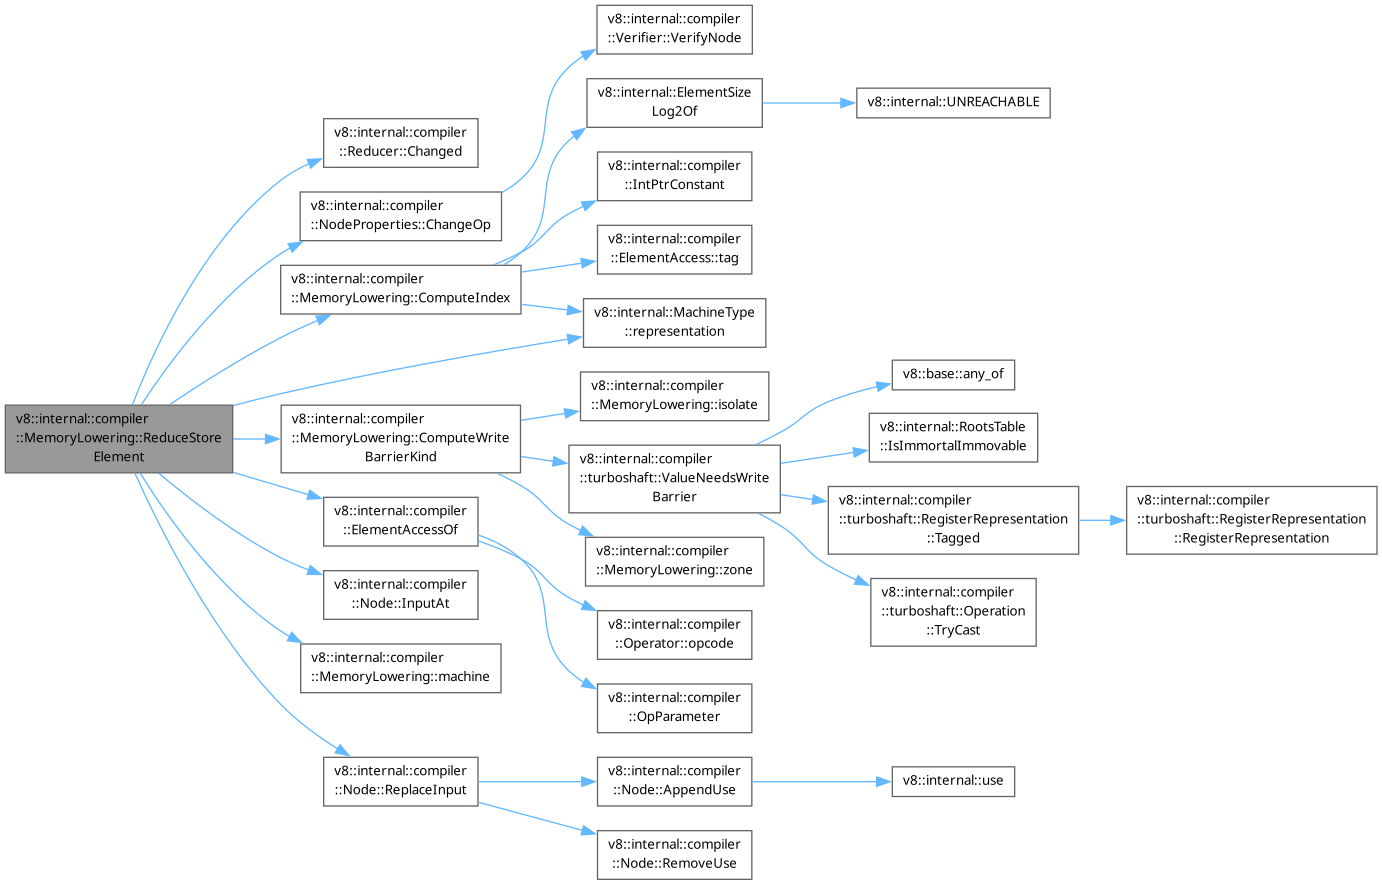 v8::internal::compiler
::MemoryLowering::ReduceStore
Element
v8::internal::compiler
::Reducer::Changed
v8::internal::compiler
::NodeProperties::ChangeOp
v8::internal::compiler
::Verifier::VerifyNode
v8::internal::compiler
::MemoryLowering::ComputeIndex
v8::internal::ElementSize
Log2Of
v8::internal::UNREACHABLE
v8::internal::compiler
::IntPtrConstant
v8::internal::compiler
::ElementAccess::tag
v8::internal::MachineType
::representation
v8::internal::compiler
::MemoryLowering::ComputeWrite
BarrierKind
v8::internal::compiler
::MemoryLowering::isolate
v8::internal::compiler
::turboshaft::ValueNeedsWrite
Barrier
v8::base::any_of
v8::internal::RootsTable
::IsImmortalImmovable
v8::internal::compiler
::turboshaft::RegisterRepresentation
::Tagged
v8::internal::compiler
::turboshaft::RegisterRepresentation
::RegisterRepresentation
v8::internal::compiler
::turboshaft::Operation
::TryCast
v8::internal::compiler
::MemoryLowering::zone
v8::internal::compiler
::ElementAccessOf
v8::internal::compiler
::Operator::opcode
v8::internal::compiler
::OpParameter
v8::internal::compiler
::Node::InputAt
v8::internal::compiler
::MemoryLowering::machine
v8::internal::compiler
::Node::ReplaceInput
v8::internal::compiler
::Node::AppendUse
v8::internal::use
v8::internal::compiler
::Node::RemoveUse